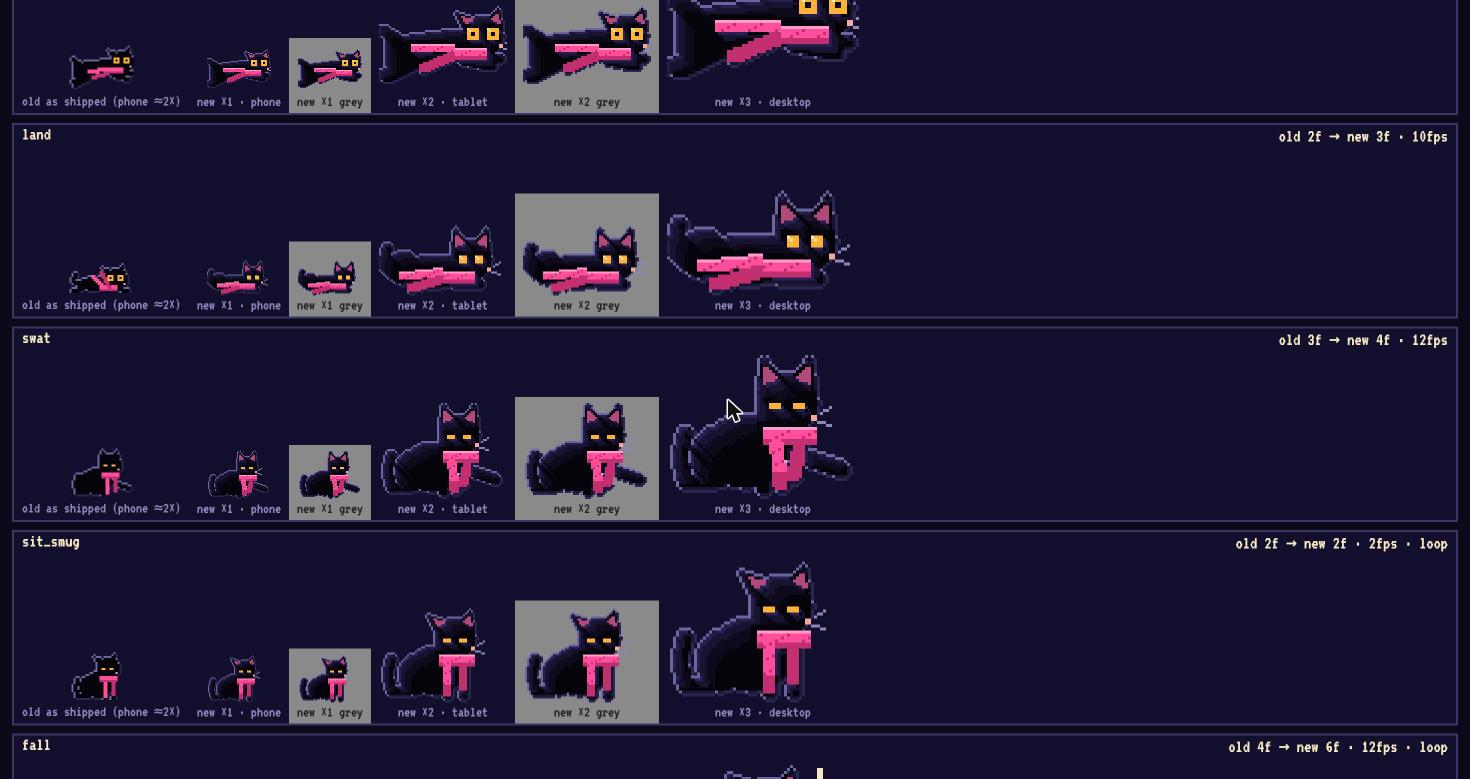 old as shipped (phone ≈2X) new X1 · phone new X1 grey new X2 · tablet new X2 grey new X3 · desktop
land old 2f → new 3f · 10fps
old as shipped (phone ≈2X) new X1 · phone new X1 grey new X2 · tablet new X2 grey new X3 · desktop
swat old 3f → new 4f · 12fps
old as shipped (phone ≈2X) new X1 · phone new X1 grey new X2 · tablet new X2 grey new X3 · desktop
sit_smug old 2f → new 2f · 2fps · loop
old as shipped (phone ≈2X) new X1 · phone new X1 grey new X2 · tablet new X2 grey new X3 · desktop
fall old 4f → new 6f · 12fps · loop